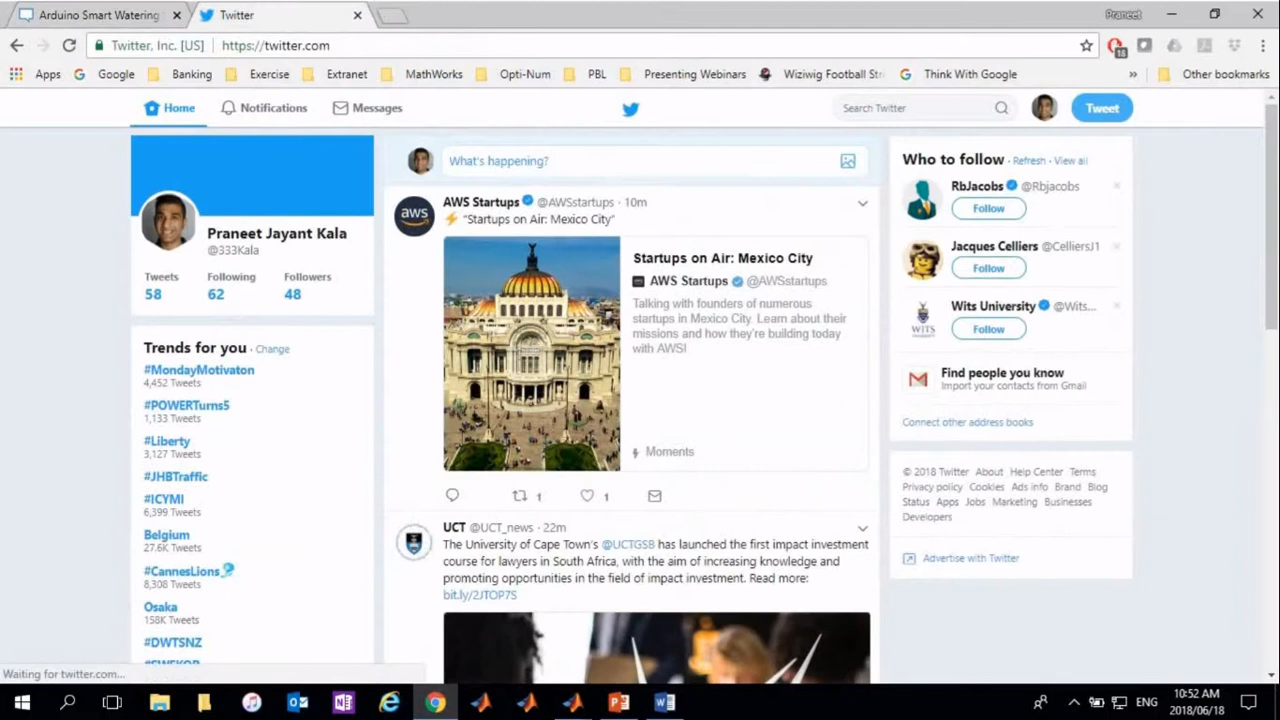 Arduino Smart Watering
Twitter
Praneet
Twitter, Inc. [US]
https://twitter.com
18
Apps
Google
Banking
Exercise
Extranet
MathWorks
Opti-Num
PBL
Presenting Webinars
Wiziwig Football Str
Think With Google
»
Other bookmarks
Home
Notifications
Messages
Search Twitter
Tweet
Praneet Jayant Kala
@333Kala
Tweets Following Followers
58 62 48
Trends for you · Change
#MondayMotivaton
4,452 Tweets
#POWERTurns5
1,133 Tweets
#Liberty
3,127 Tweets
#JHBTraffic
#ICYMI
6,399 Tweets
Belgium
27.6K Tweets
#CannesLions
8,308 Tweets
Osaka
158K Tweets
#DWTSNZ
What's happening?
aws
AWS Startups @AWSstartups · 10m
"Startups on Air: Mexico City"
Startups on Air: Mexico City
AWS Startups @AWSstartups
Talking with founders of numerous
startups in Mexico City. Learn about their
missions and how they're building today
with AWS!
Moments
1 1
UCT @UCT_news · 22m
The University of Cape Town's @UCTGSB has launched the first impact investment
course for lawyers in South Africa, with the aim of increasing knowledge and
promoting opportunities in the field of impact investment. Read more:
bit.ly/2JTOP7S
Who to follow · Refresh · View all
RbJacobs @Rbjacobs
Follow
Jacques Celliers @CelliersJ1
Follow
Wits University @Wits...
WITS
Follow
Find people you know
Import your contacts from Gmail
Connect other address books
© 2018 Twitter About Help Center Terms
Privacy policy Cookies Ads info Brand Blog
Status Apps Jobs Marketing Businesses
Developers
Advertise with Twitter
Waiting for twitter.com...
ENG
10:52 AM
2018/06/18